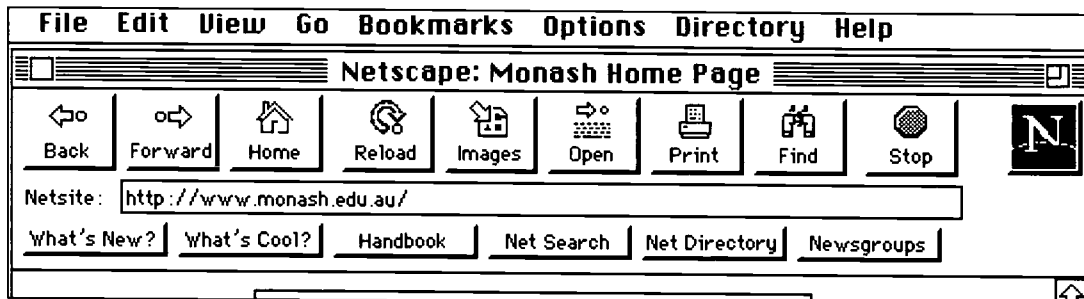 File Edit View Go Bookmarks Options Directory Help
Netscape: Monash Home Page
Back Forward Home Reload Images Open Print Find Stop N
Netsite: http://www.monash.edu.au/
What's New? What's Cool? Handbook Net Search Net Directory Newsgroups